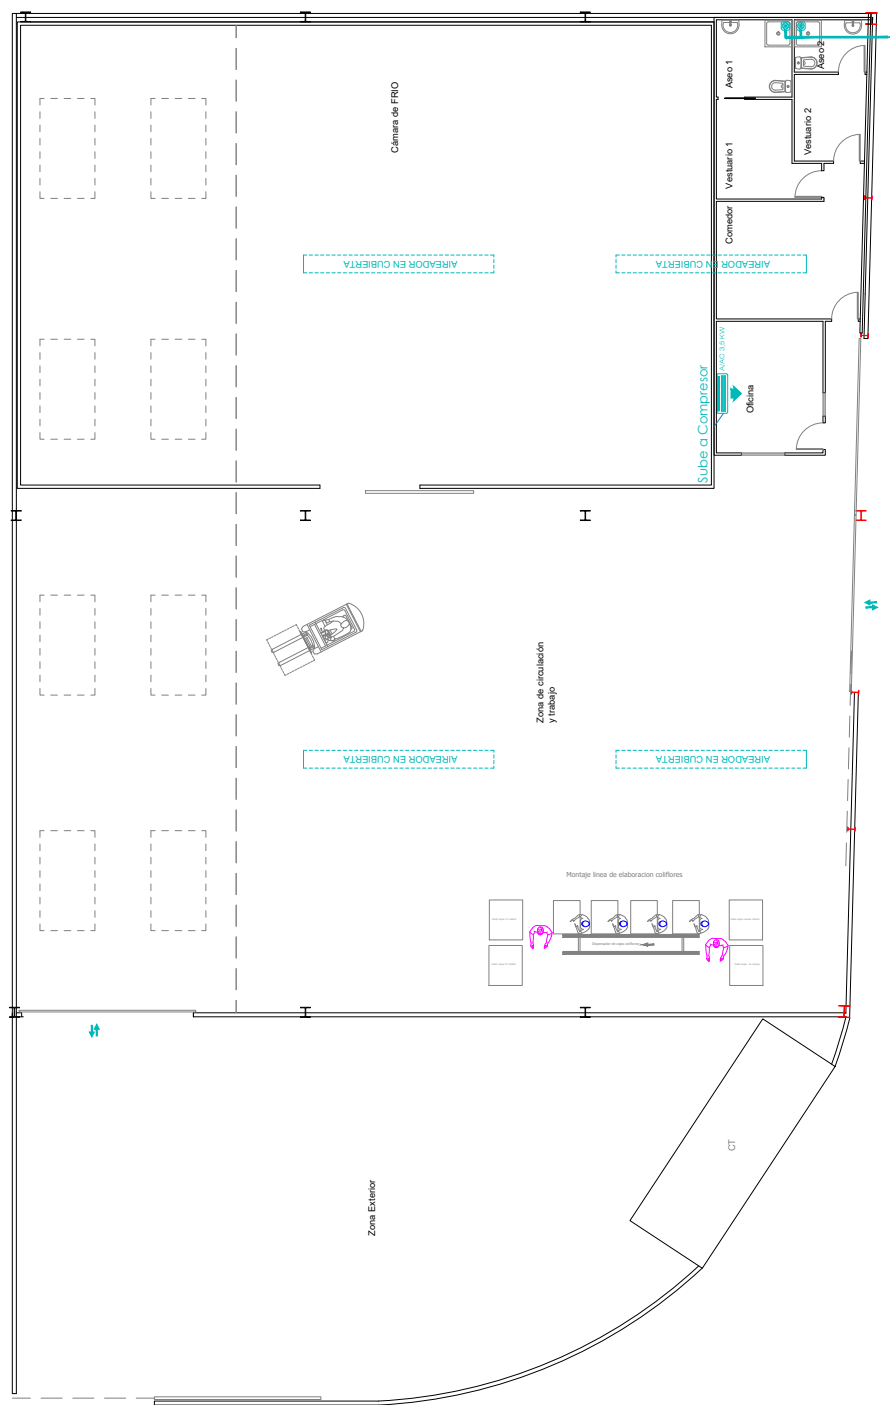 Aseo 1
Aseo 2
Cámara de FRIO
Vestuario 2
Vestuario 1
Comedor
AIREADOR EN CUBIERTA
AIREADOR EN CUBIERTA
A/AC 3,5 KW
Sube a Compresor
Oficina
Zona de circulación
y trabajo
AIREADOR EN CUBIERTA
AIREADOR EN CUBIERTA
Montaje linea de elaboracion coliflores
CT
Zona Exterior